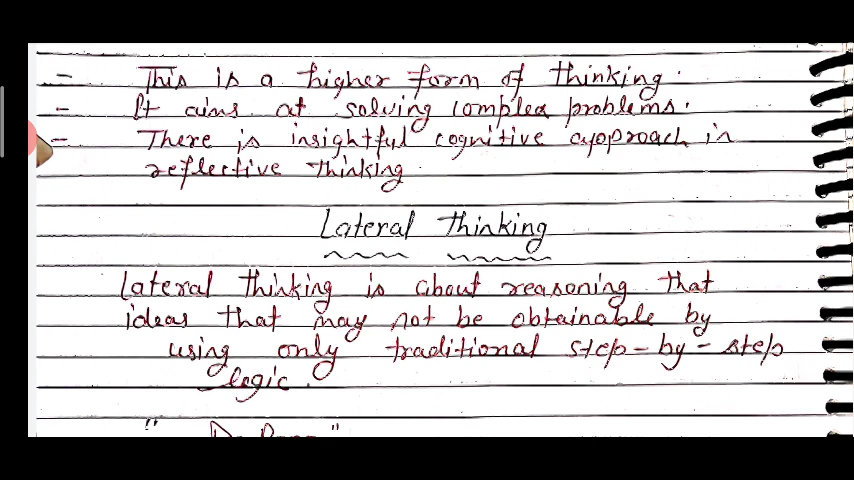 - This is a higher form of thinking.
- It aims at solving complex problems.
- There is insightful cognitive approach in
reflective thinking
Lateral Thinking
Lateral thinking is about reasoning that
ideas that may not be obtainable by
using only traditional step-by-step
logic.